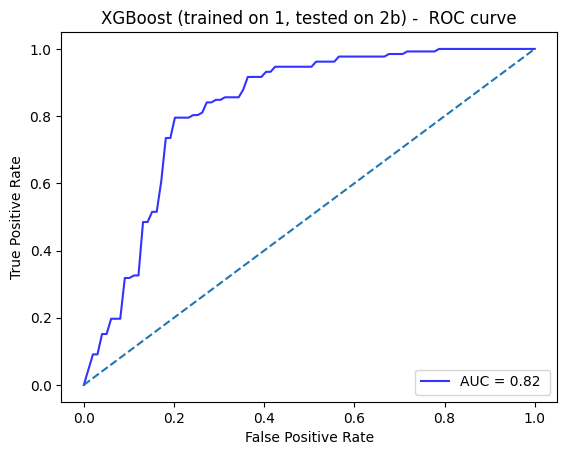 XGBoost (trained on 1, tested on 2b) -  ROC curve
True Positive Rate
1.0
0.8
0.6
0.4
0.2
0.0
AUC = 0.82
0.0 0.2 0.4 0.6 0.8 1.0
False Positive Rate